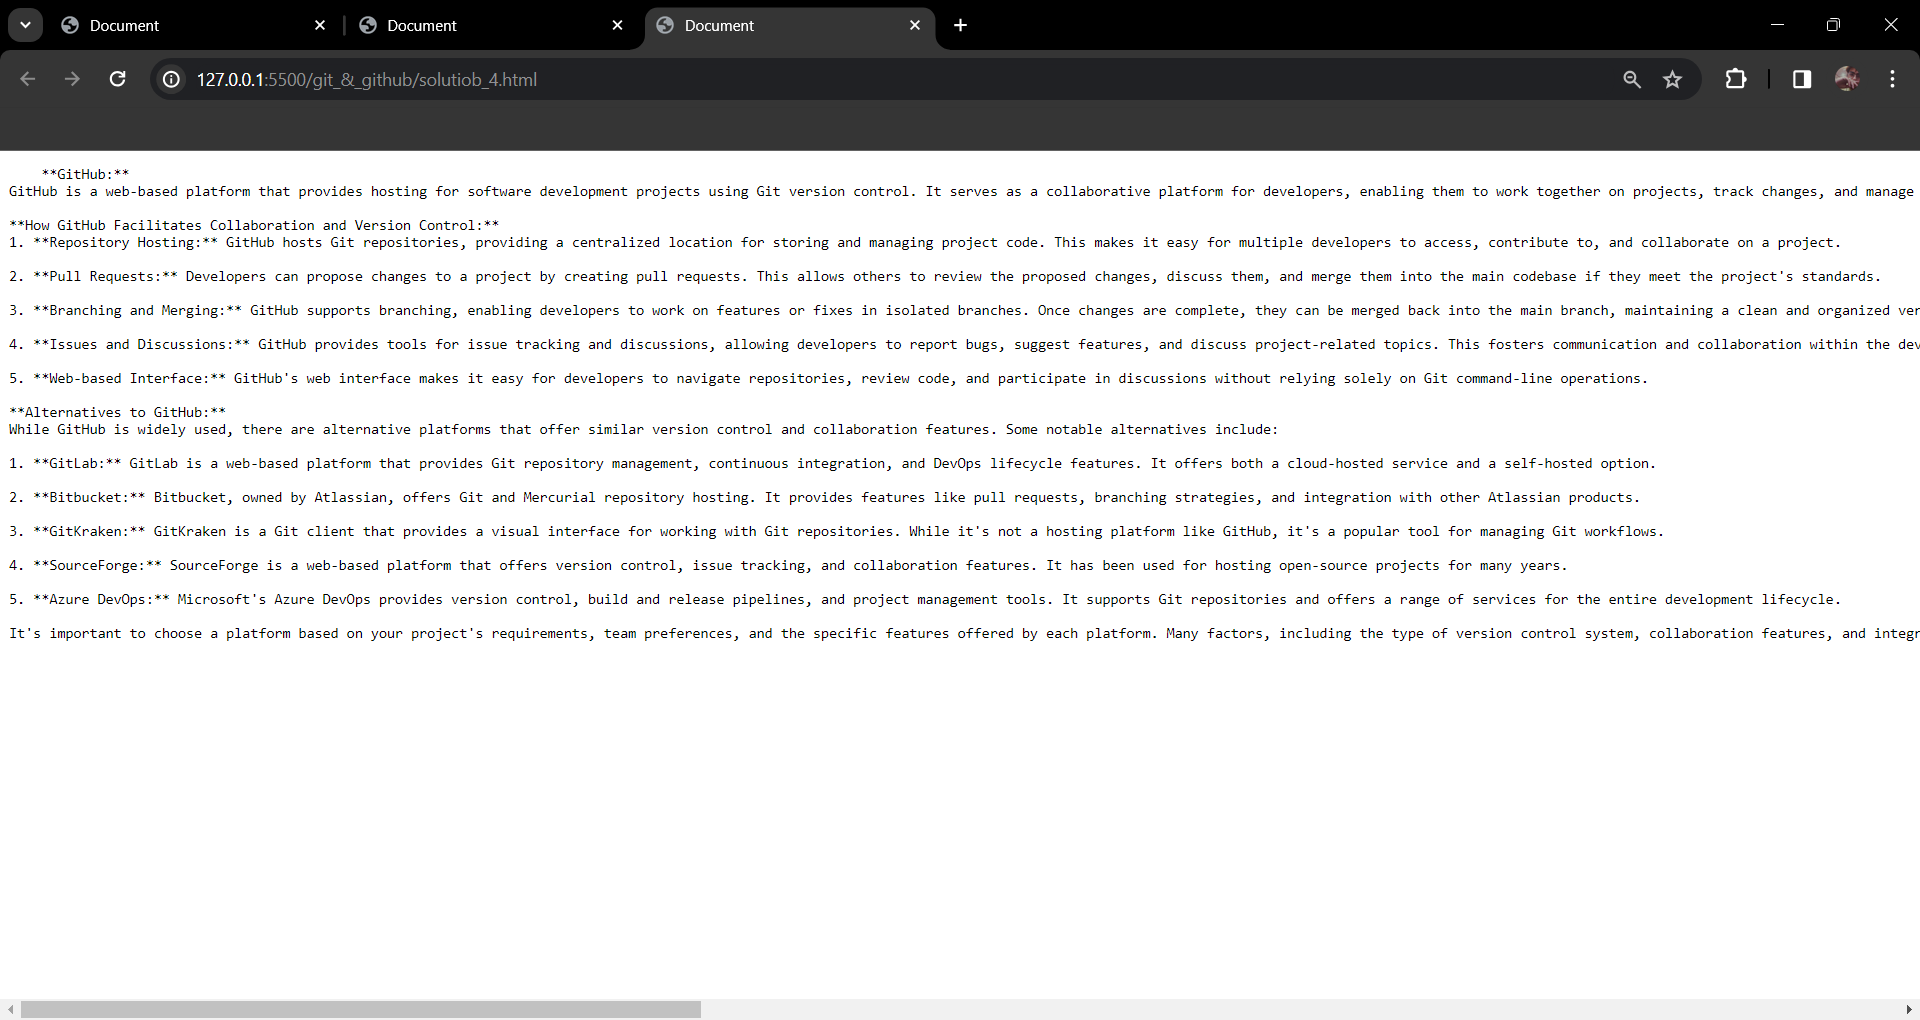 Document
Document
Document
127.0.0.1:5500/git_&_github/solutiob_4.html
**GitHub:**
GitHub is a web-based platform that provides hosting for software development projects using Git version control. It serves as a collaborative platform for developers, enabling them to work together on projects, track changes, and manage
**How GitHub Facilitates Collaboration and Version Control:**
1. **Repository Hosting:** GitHub hosts Git repositories, providing a centralized location for storing and managing project code. This makes it easy for multiple developers to access, contribute to, and collaborate on a project.
2. **Pull Requests:** Developers can propose changes to a project by creating pull requests. This allows others to review the proposed changes, discuss them, and merge them into the main codebase if they meet the project's standards.
3. **Branching and Merging:** GitHub supports branching, enabling developers to work on features or fixes in isolated branches. Once changes are complete, they can be merged back into the main branch, maintaining a clean and organized ver
4. **Issues and Discussions:** GitHub provides tools for issue tracking and discussions, allowing developers to report bugs, suggest features, and discuss project-related topics. This fosters communication and collaboration within the dev
5. **Web-based Interface:** GitHub's web interface makes it easy for developers to navigate repositories, review code, and participate in discussions without relying solely on Git command-line operations.
**Alternatives to GitHub:**
While GitHub is widely used, there are alternative platforms that offer similar version control and collaboration features. Some notable alternatives include:
1. **GitLab:** GitLab is a web-based platform that provides Git repository management, continuous integration, and DevOps lifecycle features. It offers both a cloud-hosted service and a self-hosted option.
2. **Bitbucket:** Bitbucket, owned by Atlassian, offers Git and Mercurial repository hosting. It provides features like pull requests, branching strategies, and integration with other Atlassian products.
3. **GitKraken:** GitKraken is a Git client that provides a visual interface for working with Git repositories. While it's not a hosting platform like GitHub, it's a popular tool for managing Git workflows.
4. **SourceForge:** SourceForge is a web-based platform that offers version control, issue tracking, and collaboration features. It has been used for hosting open-source projects for many years.
5. **Azure DevOps:** Microsoft's Azure DevOps provides version control, build and release pipelines, and project management tools. It supports Git repositories and offers a range of services for the entire development lifecycle.
It's important to choose a platform based on your project's requirements, team preferences, and the specific features offered by each platform. Many factors, including the type of version control system, collaboration features, and integr